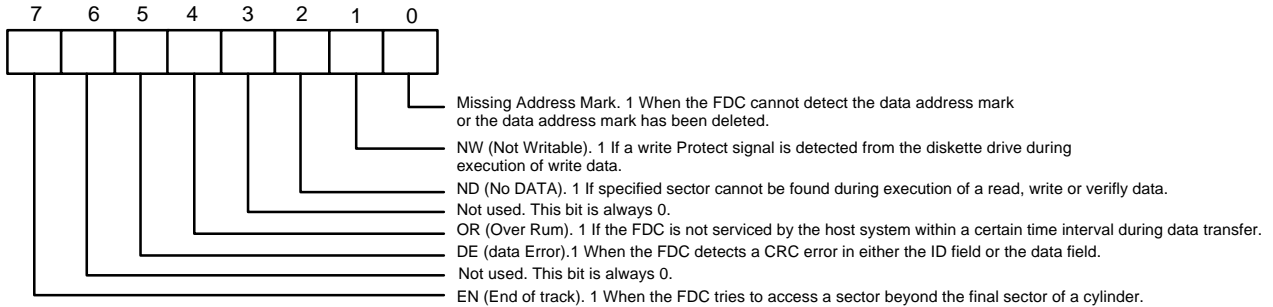 7 6 5 4 3 2 1 0
Missing Address Mark. 1 When the FDC cannot detect the data address mark
or the data address mark has been deleted.
NW (Not Writable). 1 If a write Protect signal is detected from the diskette drive during
execution of write data.
ND (No DATA). 1 If specified sector cannot be found during execution of a read, write or verifly data.
Not used. This bit is always 0.
OR (Over Rum). 1 If the FDC is not serviced by the host system within a certain time interval during data transfer.
DE (data Error).1 When the FDC detects a CRC error in either the ID field or the data field.
Not used. This bit is always 0.
EN (End of track). 1 When the FDC tries to access a sector beyond the final sector of a cylinder.